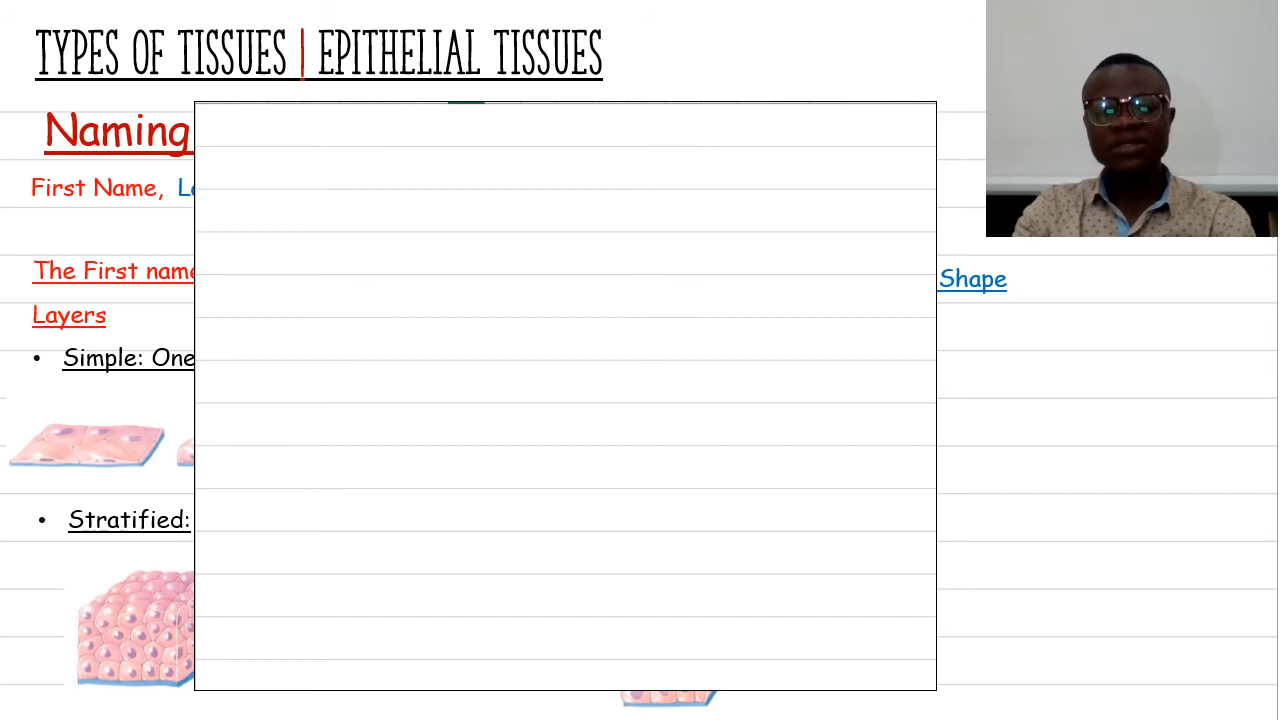 TYPES OF TISSUES | EPITHELIAL TISSUES
Naming
First Name,
The First name
Shape
Layers
• Simple: One
• Stratified: